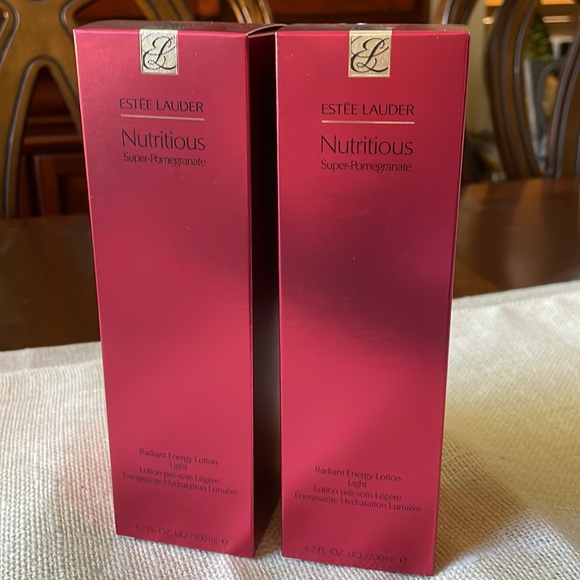 ESTĒE LAUDER
Nutritious
Super-Pomegranate
Radiant Energy Lotion
Light
Lotion pré-soin Légère
Énergisante Hydratation Lumière
6.7 FL. OZ. LIQ./200 ml ℮
ESTĒE LAUDER
Nutritious
Super-Pomegranate
Radiant Energy Lotion
Light
Lotion pré-soin Légère
Énergisante Hydratation Lumière
6.7 FL. OZ. LIQ./200 ml ℮